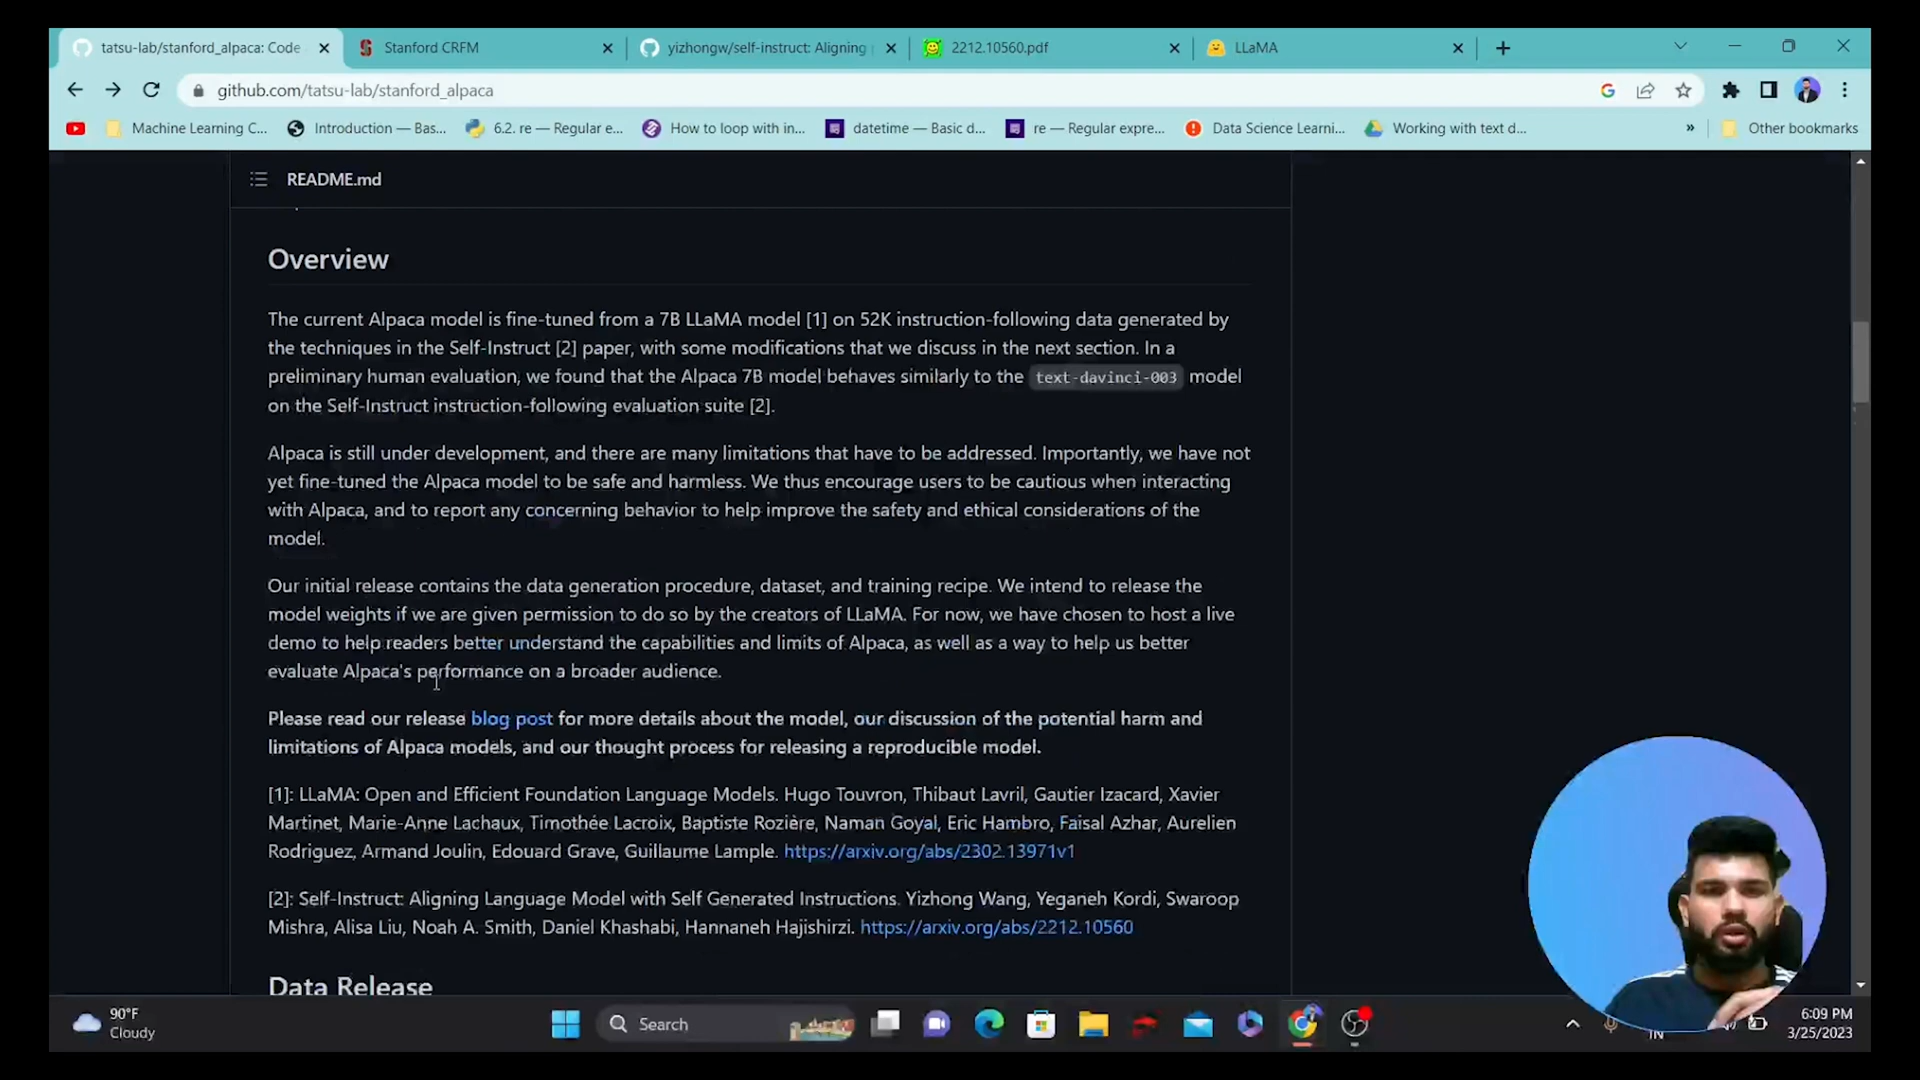 tatsu-lab/stanford_alpaca: Code
Stanford CRFM
yizhongw/self-instruct: Aligning
2212.10560.pdf
LLaMA
github.com/tatsu-lab/stanford_alpaca
Machine Learning C...
Introduction — Bas...
6.2. re — Regular e...
How to loop with in...
datetime — Basic d...
re — Regular expre...
Data Science Learni...
Working with text d...
»
Other bookmarks
README.md
Overview
The current Alpaca model is fine-tuned from a 7B LLaMA model [1] on 52K instruction-following data generated by
the techniques in the Self-Instruct [2] paper, with some modifications that we discuss in the next section. In a
preliminary human evaluation, we found that the Alpaca 7B model behaves similarly to the text-davinci-003 model
on the Self-Instruct instruction-following evaluation suite [2].
Alpaca is still under development, and there are many limitations that have to be addressed. Importantly, we have not
yet fine-tuned the Alpaca model to be safe and harmless. We thus encourage users to be cautious when interacting
with Alpaca, and to report any concerning behavior to help improve the safety and ethical considerations of the
model.
Our initial release contains the data generation procedure, dataset, and training recipe. We intend to release the
model weights if we are given permission to do so by the creators of LLaMA. For now, we have chosen to host a live
demo to help readers better understand the capabilities and limits of Alpaca, as well as a way to help us better
evaluate Alpaca's performance on a broader audience.
Please read our release blog post for more details about the model, our discussion of the potential harm and
limitations of Alpaca models, and our thought process for releasing a reproducible model.
[1]: LLaMA: Open and Efficient Foundation Language Models. Hugo Touvron, Thibaut Lavril, Gautier Izacard, Xavier
Martinet, Marie-Anne Lachaux, Timothée Lacroix, Baptiste Rozière, Naman Goyal, Eric Hambro, Faisal Azhar, Aurelien
Rodriguez, Armand Joulin, Edouard Grave, Guillaume Lample. https://arxiv.org/abs/2302.13971v1
[2]: Self-Instruct: Aligning Language Model with Self Generated Instructions. Yizhong Wang, Yeganeh Kordi, Swaroop
Mishra, Alisa Liu, Noah A. Smith, Daniel Khashabi, Hannaneh Hajishirzi. https://arxiv.org/abs/2212.10560
Data Release
90°F
Cloudy
Search
IN
6:09 PM
3/25/2023